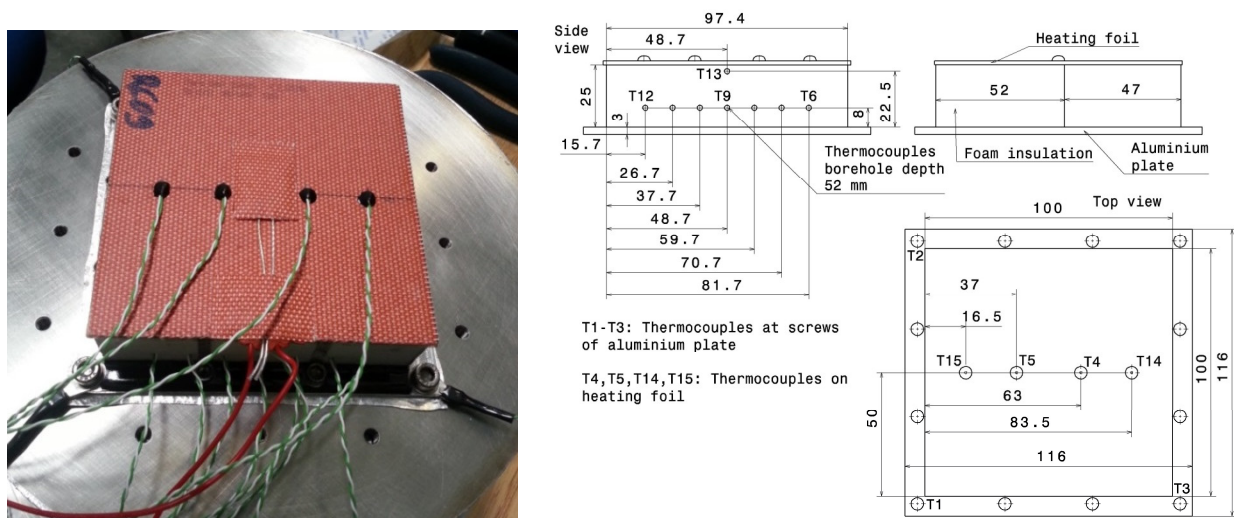 Side
view
97.4
48.7
T13
T12
T9
T6
25
3
8
22.5
15.7
26.7
37.7
48.7
59.7
70.7
81.7
Thermocouples
borehole depth
52 mm
Heating foil
52
47
Foam insulation
Aluminium
plate
Top view
100
T2
37
16.5
T15
T5
T4
T14
63
83.5
50
100
116
116
T1
T3
T1-T3: Thermocouples at screws
of aluminium plate
T4,T5,T14,T15: Thermocouples on
heating foil